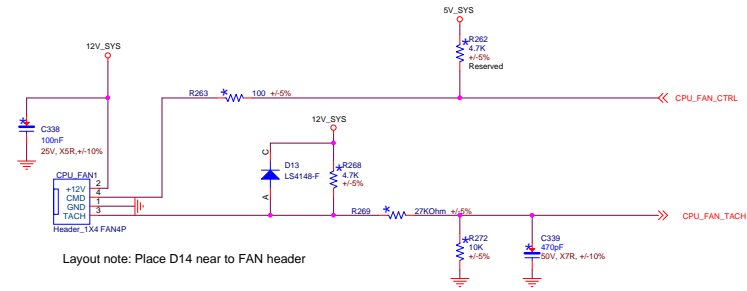 5V_SYS
R262
4.7K
+/-5%
Reserved
12V_SYS
R263 100 +/-5%
CPU_FAN_CTRL
12V_SYS
C338
100nF
25V, X5R,+/-10%
C
D13
LS4148-F
A
R268
4.7K
+/-5%
CPU_FAN1
+12V 2
CMD 4
GND 1
TACH 3
Header_1X4 FAN4P
R269 27KOhm +/-5%
CPU_FAN_TACH
R272
10K
+/-5%
C339
470pF
50V, X7R, +/-10%
Layout note: Place D14 near to FAN header